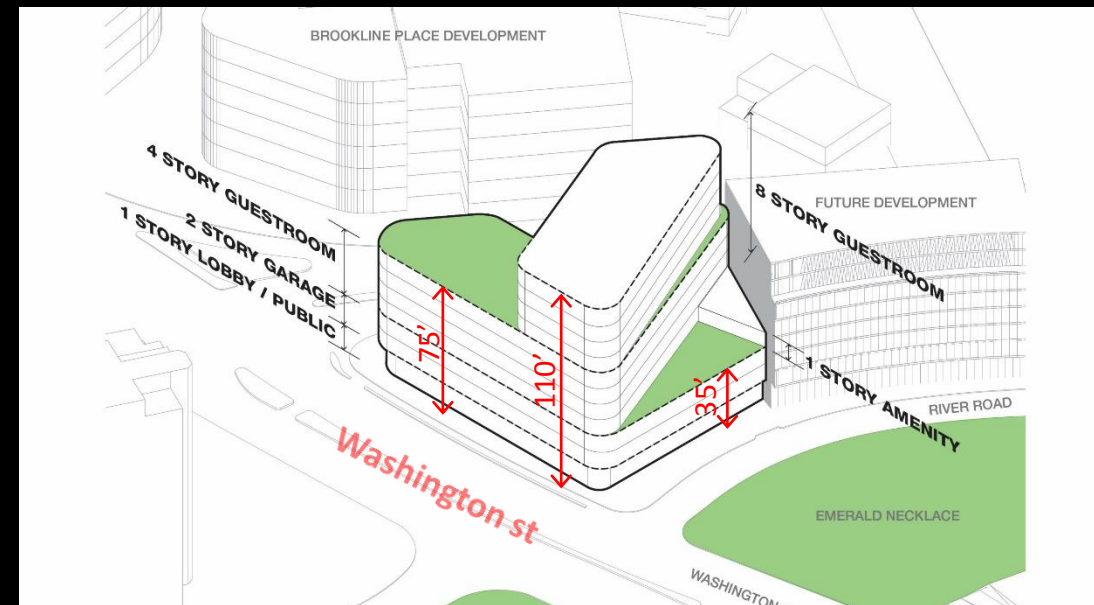 BROOKLINE PLACE DEVELOPMENT
4 STORY GUESTROOM
2 STORY GARAGE
1 STORY LOBBY / PUBLIC
8 STORY GUESTROOM
FUTURE DEVELOPMENT
75'
110'
35'
1 STORY AMENITY
RIVER ROAD
Washington st
EMERALD NECKLACE
WASHINGTON